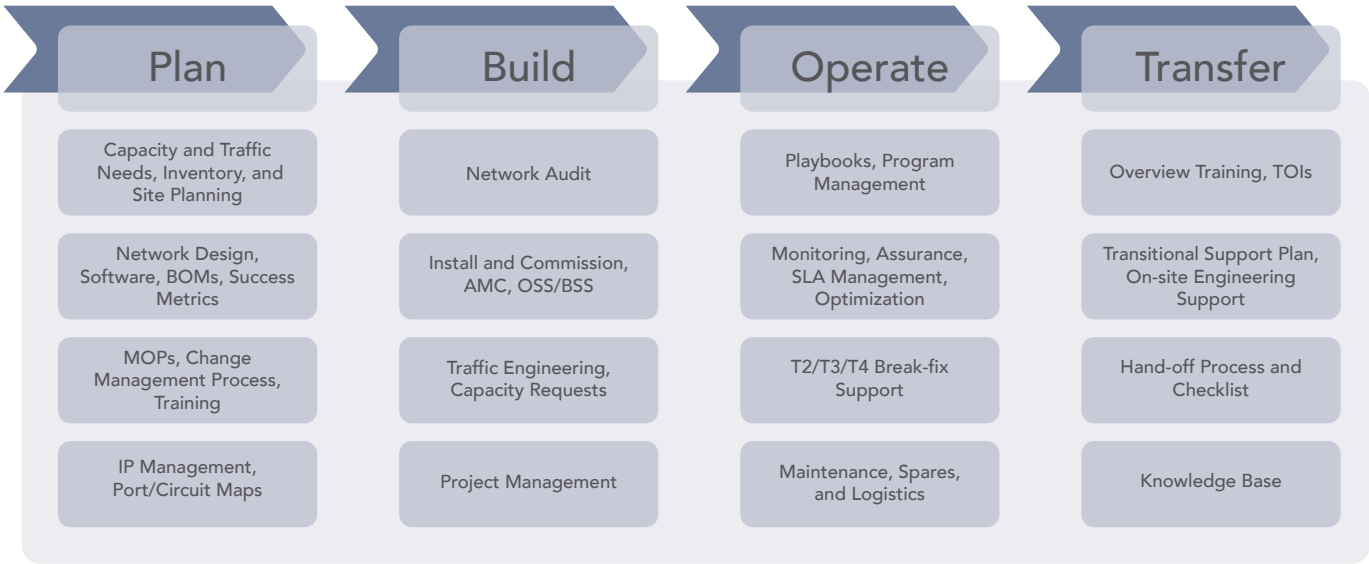 Plan
Capacity and Traffic
Needs, Inventory, and
Site Planning
Network Design,
Software, BOMs, Success
Metrics
MOPs, Change
Management Process,
Training
IP Management,
Port/Circuit Maps
Build
Network Audit
Install and Commission,
AMC, OSS/BSS
Traffic Engineering,
Capacity Requests
Project Management
Operate
Playbooks, Program
Management
Monitoring, Assurance,
SLA Management,
Optimization
T2/T3/T4 Break-fix
Support
Maintenance, Spares,
and Logistics
Transfer
Overview Training, TOIs
Transitional Support Plan,
On-site Engineering
Support
Hand-off Process and
Checklist
Knowledge Base